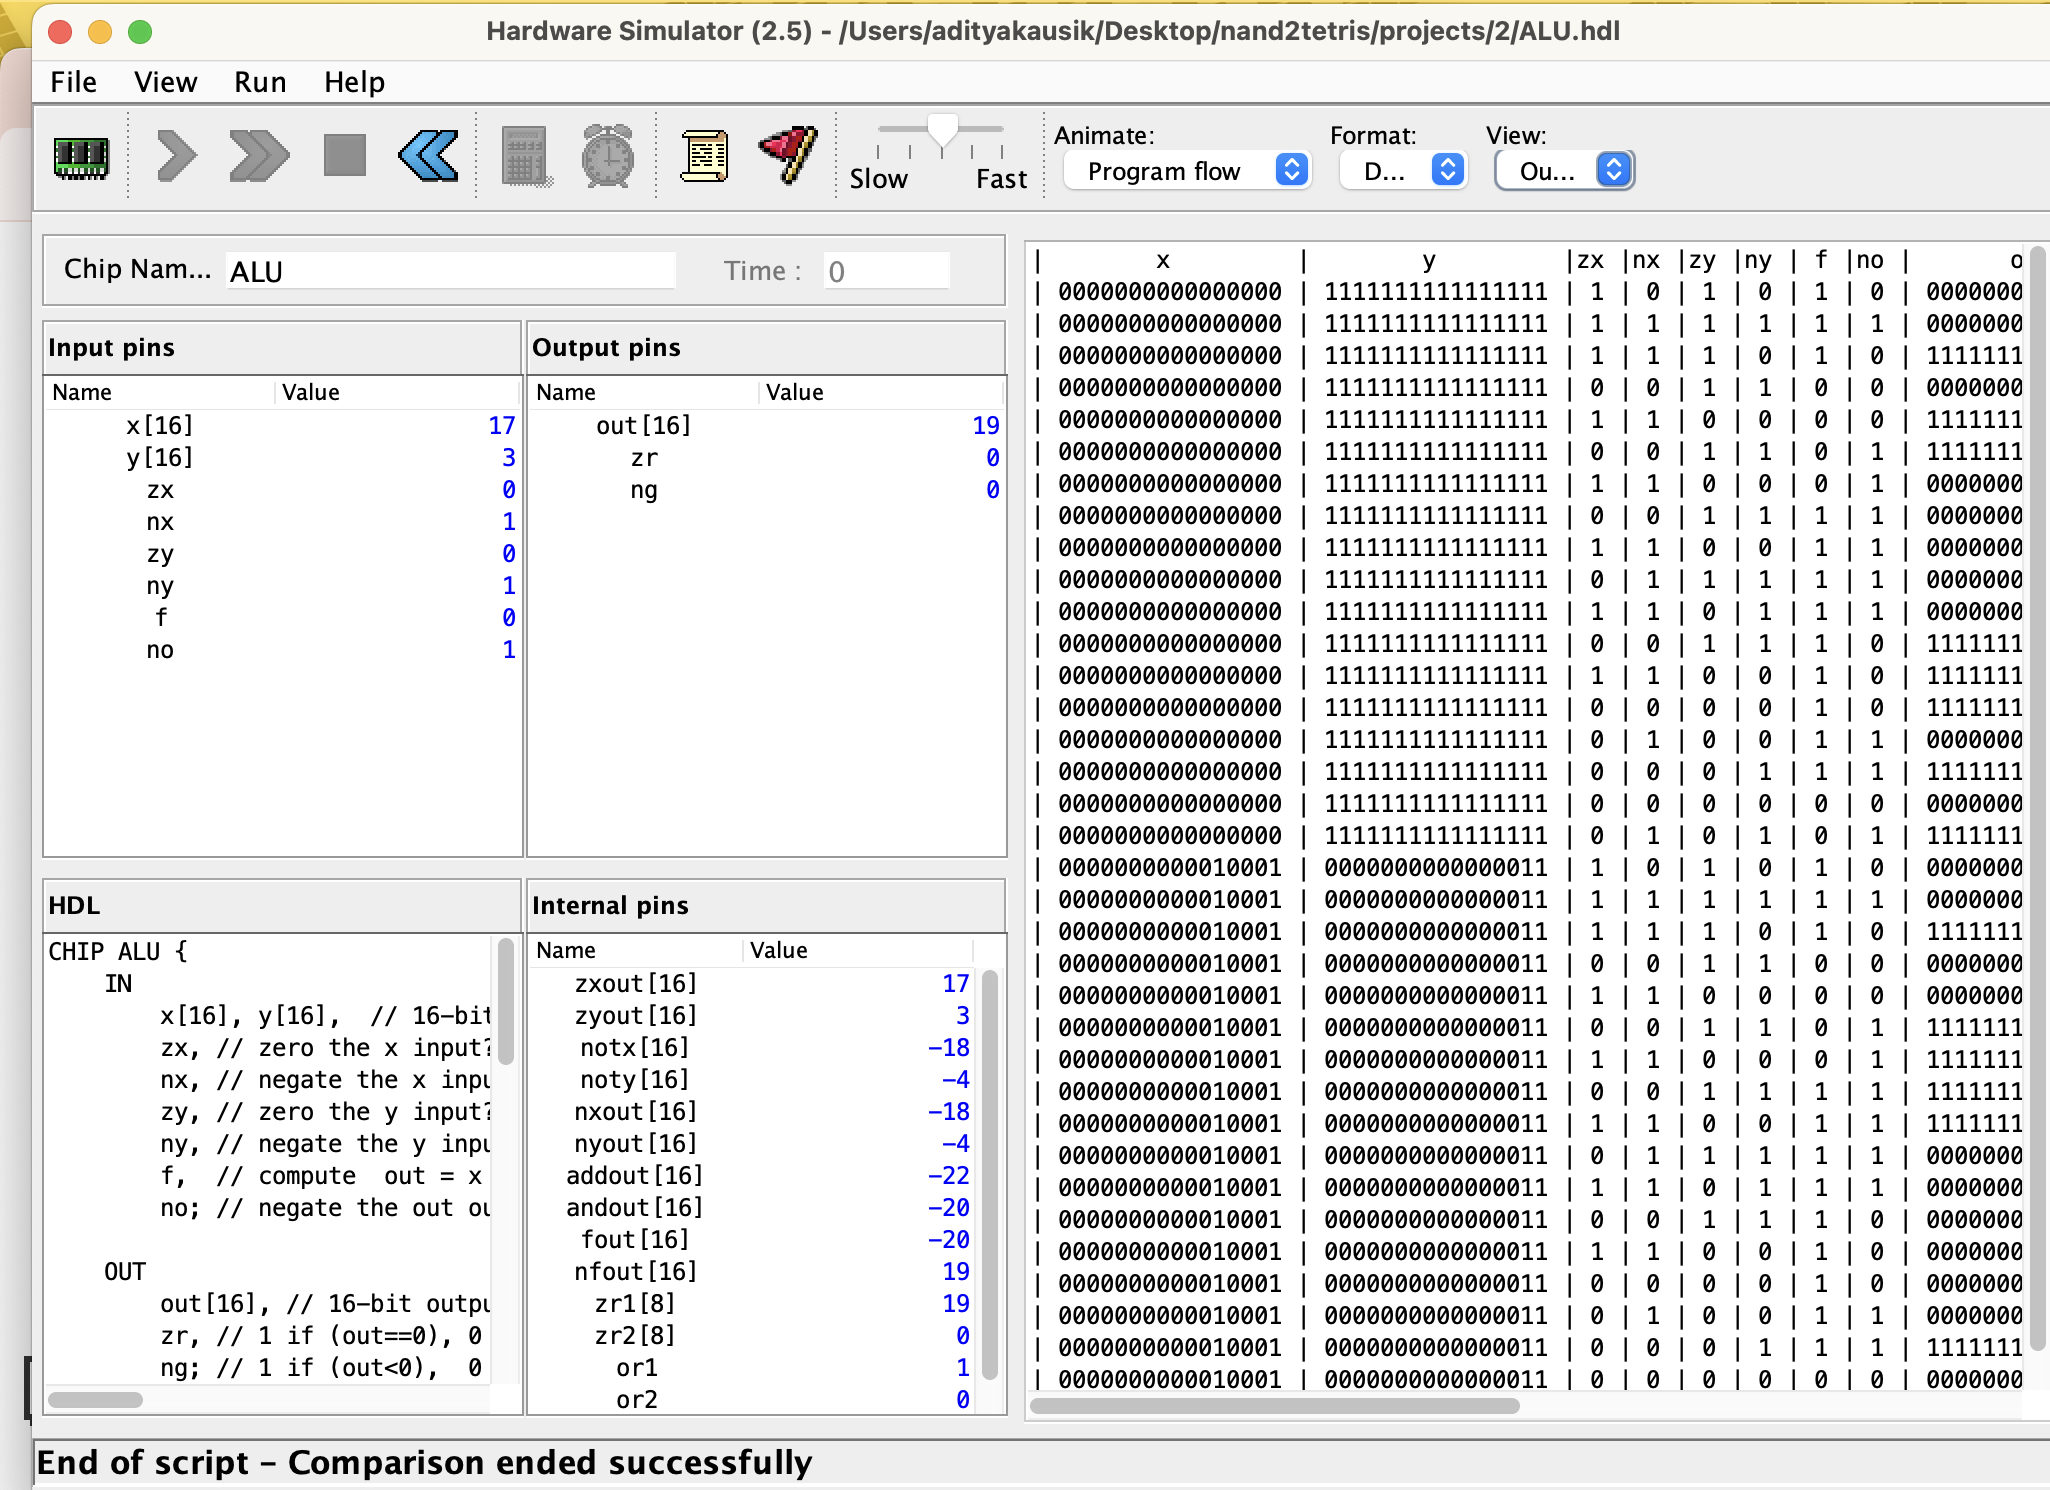 Hardware Simulator (2.5) - /Users/adityakausik/Desktop/nand2tetris/projects/2/ALU.hdl
File View Run Help
Slow Fast
Animate: Format: View:
Program flow D... Ou...
Chip Nam... ALU Time : 0
Input pins
Name Value
x[16] 17
y[16] 3
zx 0
nx 1
zy 0
ny 1
f 0
no 1
Output pins
Name Value
out[16] 19
zr 0
ng 0
HDL
CHIP ALU {
IN
x[16], y[16], // 16-bit
zx, // zero the x input?
nx, // negate the x inpu
zy, // zero the y input?
ny, // negate the y inpu
f, // compute out = x
no; // negate the out ou
OUT
out[16], // 16-bit outpu
zr, // 1 if (out==0), 0
ng; // 1 if (out<0), 0
Internal pins
Name Value
zxout[16] 17
zyout[16] 3
notx[16] -18
noty[16] -4
nxout[16] -18
nyout[16] -4
addout[16] -22
andout[16] -20
fout[16] -20
nfout[16] 19
zr1[8] 19
zr2[8] 0
or1 1
or2 0
| x | y |zx |nx |zy |ny | f |no | o
| 0000000000000000 | 1111111111111111 | 1 | 0 | 1 | 0 | 1 | 0 | 0000000
| 0000000000000000 | 1111111111111111 | 1 | 1 | 1 | 1 | 1 | 1 | 0000000
| 0000000000000000 | 1111111111111111 | 1 | 1 | 1 | 0 | 1 | 0 | 1111111
| 0000000000000000 | 1111111111111111 | 0 | 0 | 1 | 1 | 0 | 0 | 0000000
| 0000000000000000 | 1111111111111111 | 1 | 1 | 0 | 0 | 0 | 0 | 1111111
| 0000000000000000 | 1111111111111111 | 0 | 0 | 1 | 1 | 0 | 1 | 1111111
| 0000000000000000 | 1111111111111111 | 1 | 1 | 0 | 0 | 0 | 1 | 0000000
| 0000000000000000 | 1111111111111111 | 0 | 0 | 1 | 1 | 1 | 1 | 0000000
| 0000000000000000 | 1111111111111111 | 1 | 1 | 0 | 0 | 1 | 1 | 0000000
| 0000000000000000 | 1111111111111111 | 0 | 1 | 1 | 1 | 1 | 1 | 0000000
| 0000000000000000 | 1111111111111111 | 1 | 1 | 0 | 1 | 1 | 1 | 0000000
| 0000000000000000 | 1111111111111111 | 0 | 0 | 1 | 1 | 1 | 0 | 1111111
| 0000000000000000 | 1111111111111111 | 1 | 1 | 0 | 0 | 1 | 0 | 1111111
| 0000000000000000 | 1111111111111111 | 0 | 0 | 0 | 0 | 1 | 0 | 1111111
| 0000000000000000 | 1111111111111111 | 0 | 1 | 0 | 0 | 1 | 1 | 0000000
| 0000000000000000 | 1111111111111111 | 0 | 0 | 0 | 1 | 1 | 1 | 1111111
| 0000000000000000 | 1111111111111111 | 0 | 0 | 0 | 0 | 0 | 0 | 0000000
| 0000000000000000 | 1111111111111111 | 0 | 1 | 0 | 1 | 0 | 1 | 1111111
| 0000000000010001 | 0000000000000011 | 1 | 0 | 1 | 0 | 1 | 0 | 0000000
| 0000000000010001 | 0000000000000011 | 1 | 1 | 1 | 1 | 1 | 1 | 0000000
| 0000000000010001 | 0000000000000011 | 1 | 1 | 1 | 0 | 1 | 0 | 1111111
| 0000000000010001 | 0000000000000011 | 0 | 0 | 1 | 1 | 0 | 0 | 0000000
| 0000000000010001 | 0000000000000011 | 1 | 1 | 0 | 0 | 0 | 0 | 0000000
| 0000000000010001 | 0000000000000011 | 0 | 0 | 1 | 1 | 0 | 1 | 1111111
| 0000000000010001 | 0000000000000011 | 1 | 1 | 0 | 0 | 0 | 1 | 1111111
| 0000000000010001 | 0000000000000011 | 0 | 0 | 1 | 1 | 1 | 1 | 1111111
| 0000000000010001 | 0000000000000011 | 1 | 1 | 0 | 0 | 1 | 1 | 1111111
| 0000000000010001 | 0000000000000011 | 0 | 1 | 1 | 1 | 1 | 1 | 0000000
| 0000000000010001 | 0000000000000011 | 1 | 1 | 0 | 1 | 1 | 1 | 0000000
| 0000000000010001 | 0000000000000011 | 0 | 0 | 1 | 1 | 1 | 0 | 0000000
| 0000000000010001 | 0000000000000011 | 1 | 1 | 0 | 0 | 1 | 0 | 0000000
| 0000000000010001 | 0000000000000011 | 0 | 0 | 0 | 0 | 1 | 0 | 0000000
| 0000000000010001 | 0000000000000011 | 0 | 1 | 0 | 0 | 1 | 1 | 0000000
| 0000000000010001 | 0000000000000011 | 0 | 0 | 0 | 1 | 1 | 1 | 1111111
| 0000000000010001 | 0000000000000011 | 0 | 0 | 0 | 0 | 0 | 0 | 0000000
End of script - Comparison ended successfully